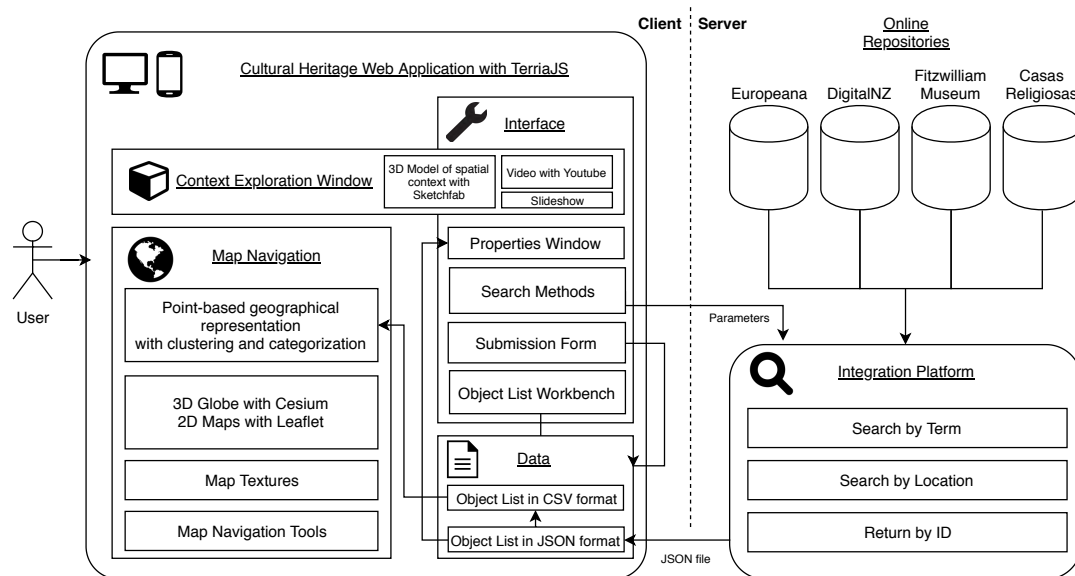 Client
Server
Online
Repositories
Cultural Heritage Web Application with TerriaJS
Europeana
DigitalNZ
Fitzwilliam
Museum
Casas
Religiosas
Interface
Context Exploration Window
3D Model of spatial
context with
Sketchfab
Video with Youtube
Slideshow
User
Map Navigation
Point-based geographical
representation
with clustering and categorization
3D Globe with Cesium
2D Maps with Leaflet
Map Textures
Map Navigation Tools
Properties Window
Search Methods
Submission Form
Object List Workbench
Data
Object List in CSV format
Object List in JSON format
Parameters
JSON file
Integration Platform
Search by Term
Search by Location
Return by ID